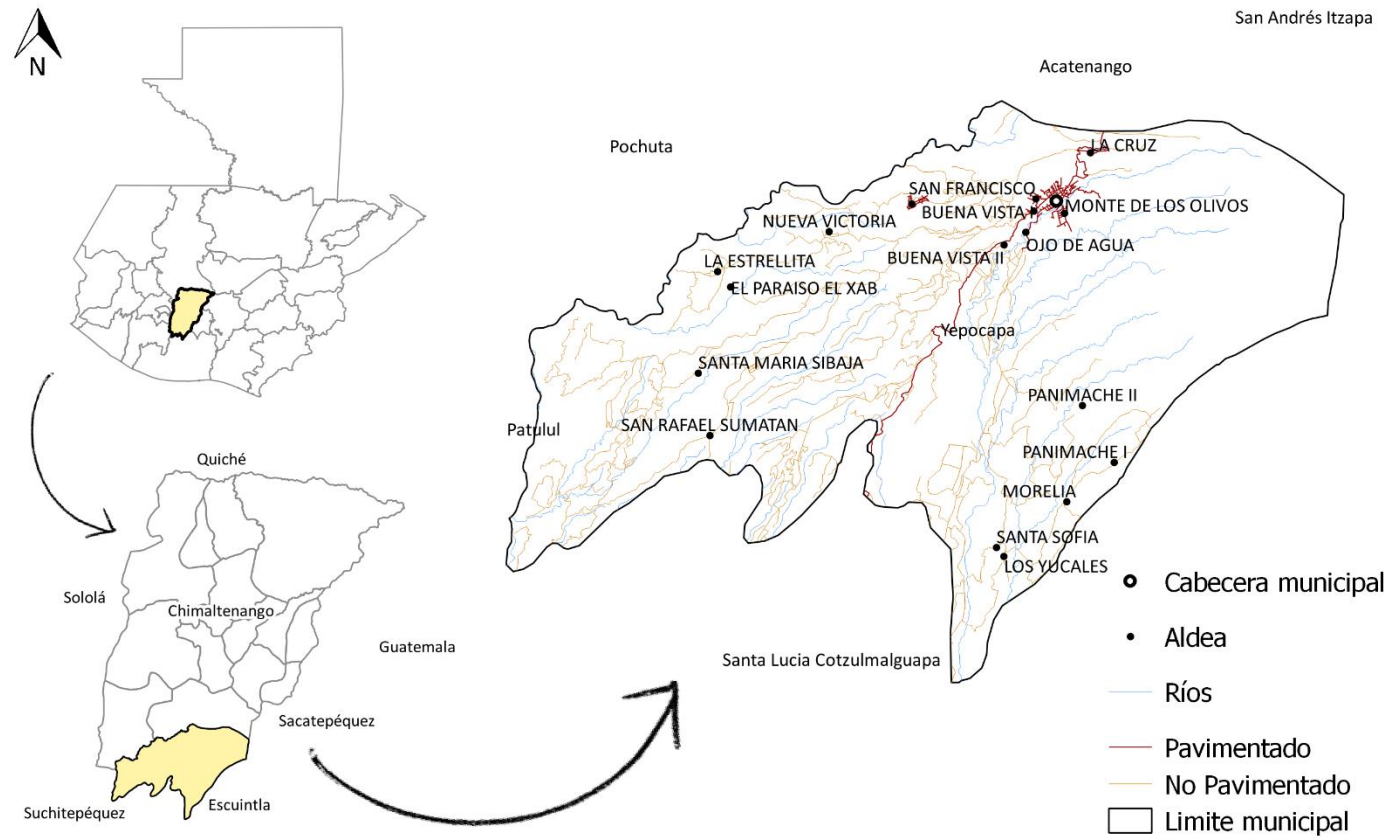 San Andrés Itzapa
N
Acatenango
Pochuta
LA CRUZ
SAN FRANCISCO
BUENA VISTA I
MONTE DE LOS OLIVOS
NUEVA VICTORIA
OJO DE AGUA
BUENA VISTA II
LA ESTRELLITA
EL PARAISO EL XAB
Yepocapa
SANTA MARIA SIBAJA
PANIMACHE II
Patulul
SAN RAFAEL SUMATAN
PANIMACHE I
MORELIA
SANTA SOFIA
LOS YUCALES
Santa Lucia Cotzulmalguapa
Quiché
Sololá
Chimaltenango
Guatemala
Sacatepéquez
Suchitepéquez
Escuintla
Cabecera municipal
Aldea
Ríos
Pavimentado
No Pavimentado
Limite municipal